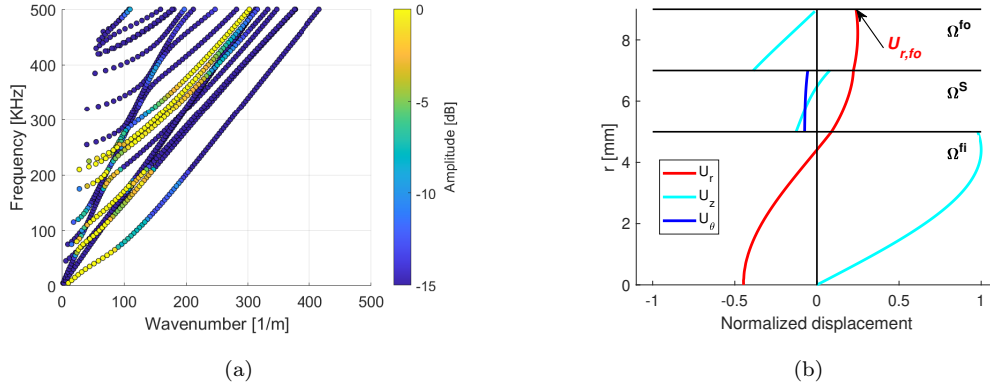 500
400
300
200
100
0
Frequency [KHz]
0 100 200 300 400 500
Wavenumber [1/m]
0
-5
-10
-15
Amplitude [dB]
(a)
8
6
4
2
0
r [mm]
Ω^fo
U_r,fo
Ω^S
Ω^fi
U_r
U_z
U_θ
-1 -0.5 0 0.5 1
Normalized displacement
(b)